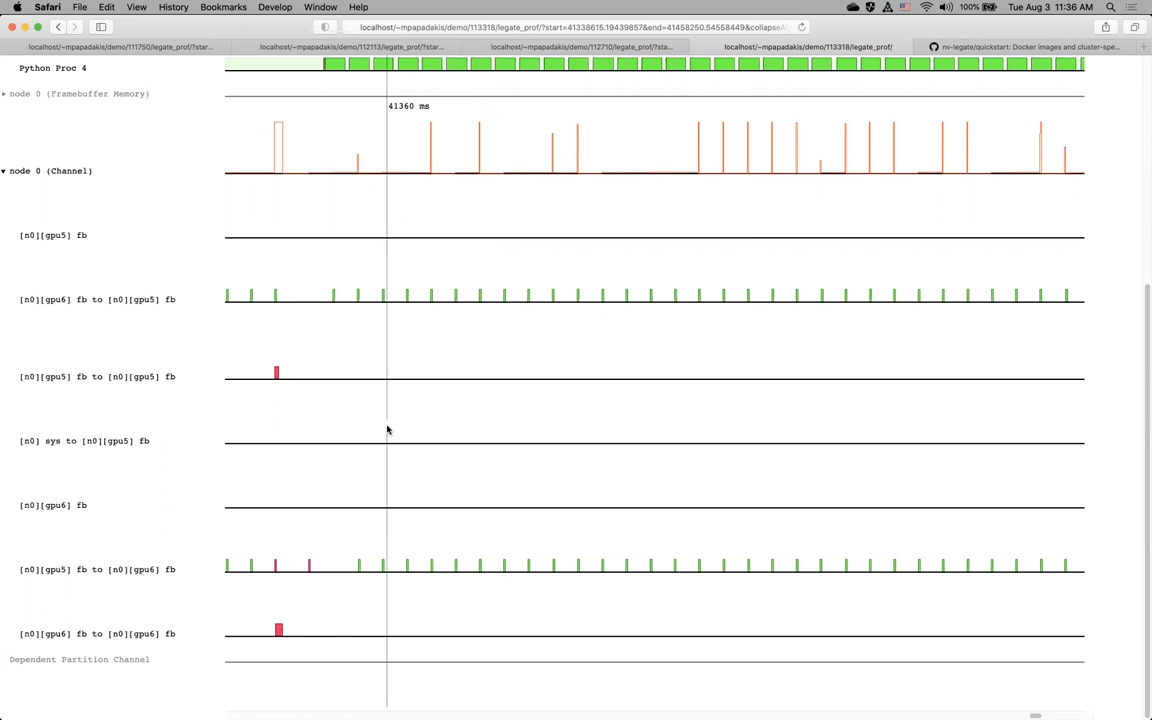 Safari File Edit View History Bookmarks Develop Window Help
100% Tue Aug 3 11:36 AM
localhost/~mpapadakis/demo/113318/legate_prof/?start=41338615.19439857&end=41458250.54558449&collapseA
localhost/~mpapadakis/demo/111750/legate_prof/?star...
localhost/~mpapadakis/demo/112113/legate_prof/?star...
localhost/~mpapadakis/demo/112710/legate_prof/?sta...
localhost/~mpapadakis/demo/113318/legate_prof/
nv-legate/quickstart: Docker images and cluster-spe...
Python Proc 4
node 0 (Framebuffer Memory)
41360 ms
node 0 (Channel)
[n0][gpu5] fb
[n0][gpu6] fb to [n0][gpu5] fb
[n0][gpu5] fb to [n0][gpu5] fb
[n0] sys to [n0][gpu5] fb
[n0][gpu6] fb
[n0][gpu5] fb to [n0][gpu6] fb
[n0][gpu6] fb to [n0][gpu6] fb
Dependent Partition Channel